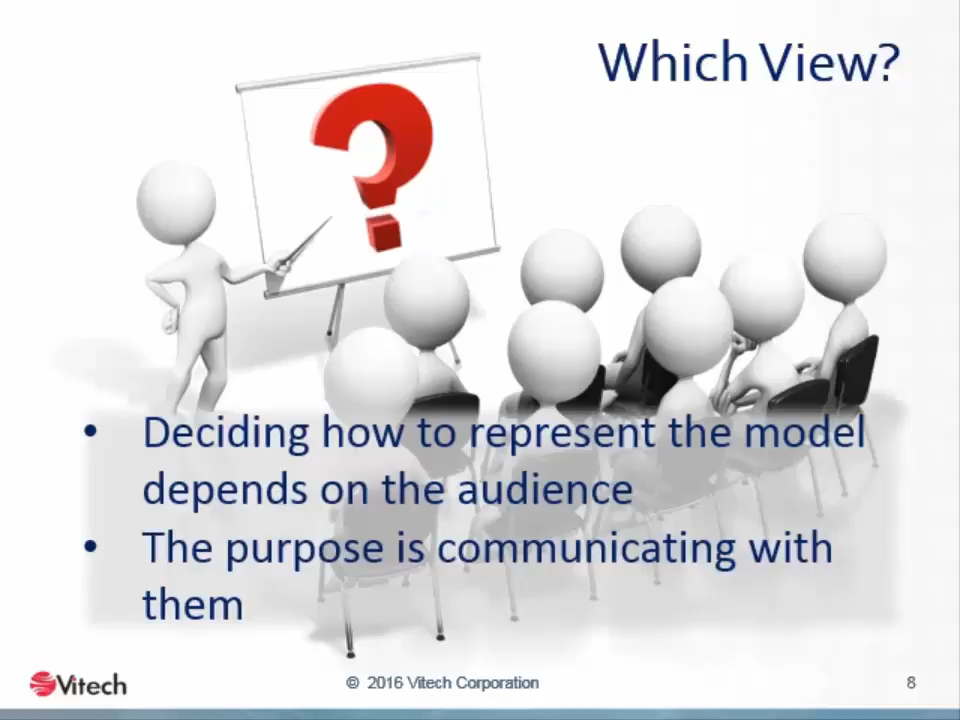 Which View?
• Deciding how to represent the model
depends on the audience
• The purpose is communicating with
them
Vitech
© 2016 Vitech Corporation
8